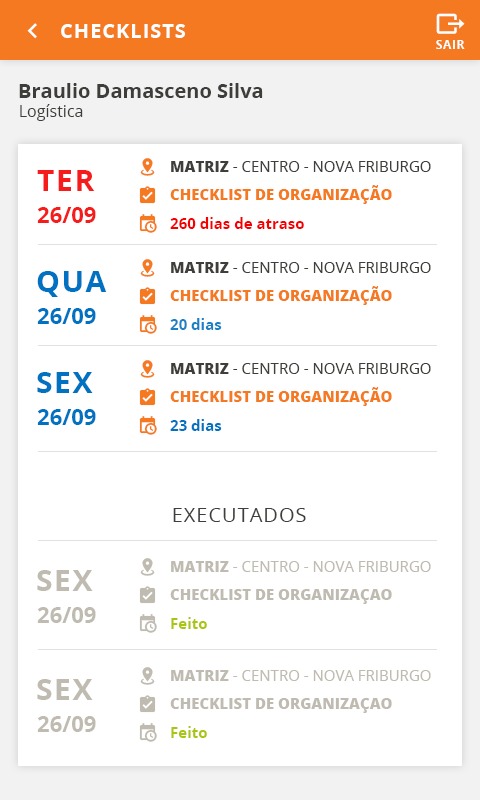 CHECKLISTS
SAIR
Braulio Damasceno Silva
Logística
TER
26/09
MATRIZ - CENTRO - NOVA FRIBURGO
CHECKLIST DE ORGANIZAÇÃO
260 dias de atraso
QUA
26/09
MATRIZ - CENTRO - NOVA FRIBURGO
CHECKLIST DE ORGANIZAÇÃO
20 dias
SEX
26/09
MATRIZ - CENTRO - NOVA FRIBURGO
CHECKLIST DE ORGANIZAÇÃO
23 dias
EXECUTADOS
SEX
26/09
MATRIZ - CENTRO - NOVA FRIBURGO
CHECKLIST DE ORGANIZAÇAO
Feito
SEX
26/09
MATRIZ - CENTRO - NOVA FRIBURGO
CHECKLIST DE ORGANIZAÇAO
Feito